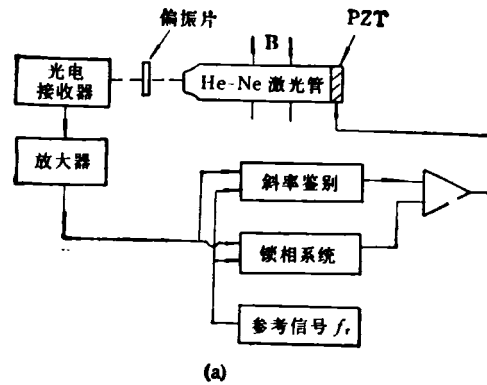 偏振片
B
PZT
光电
接收器
He-Ne 激光管
放大器
斜率鉴别
锁相系统
参考信号 fr
(a)